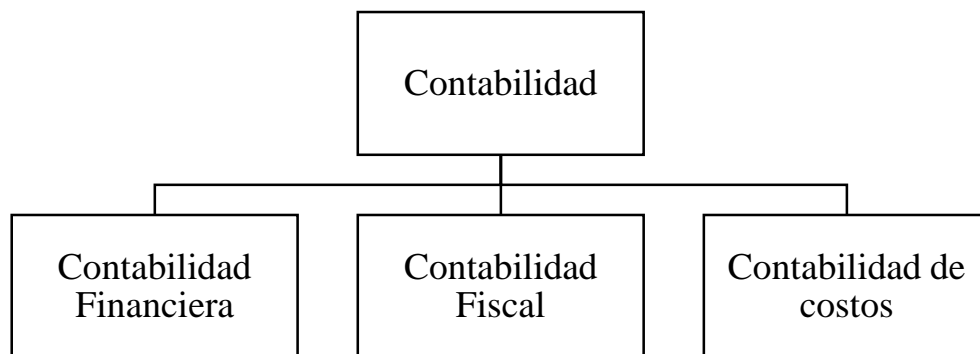 Contabilidad
Contabilidad
Financiera
Contabilidad
Fiscal
Contabilidad de
costos